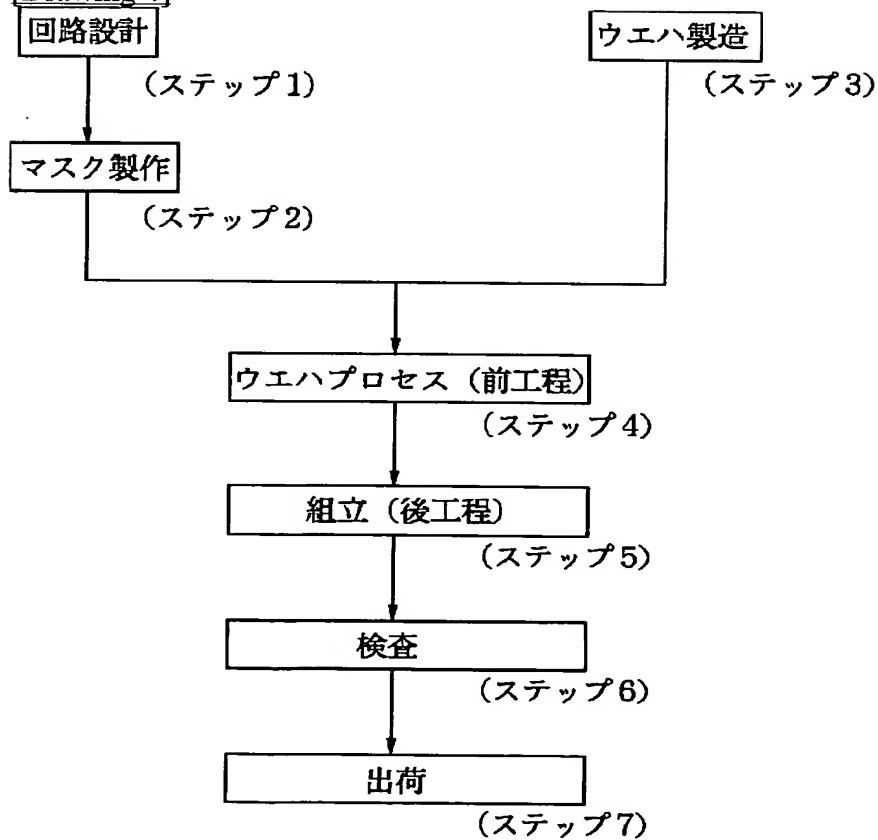 回路設計
(ステップ1)
マスク製作
(ステップ2)
ウエハ製造
(ステップ3)
ウエハプロセス (前工程)
(ステップ4)
組立 (後工程)
(ステップ5)
検査
(ステップ6)
出荷
(ステップ7)